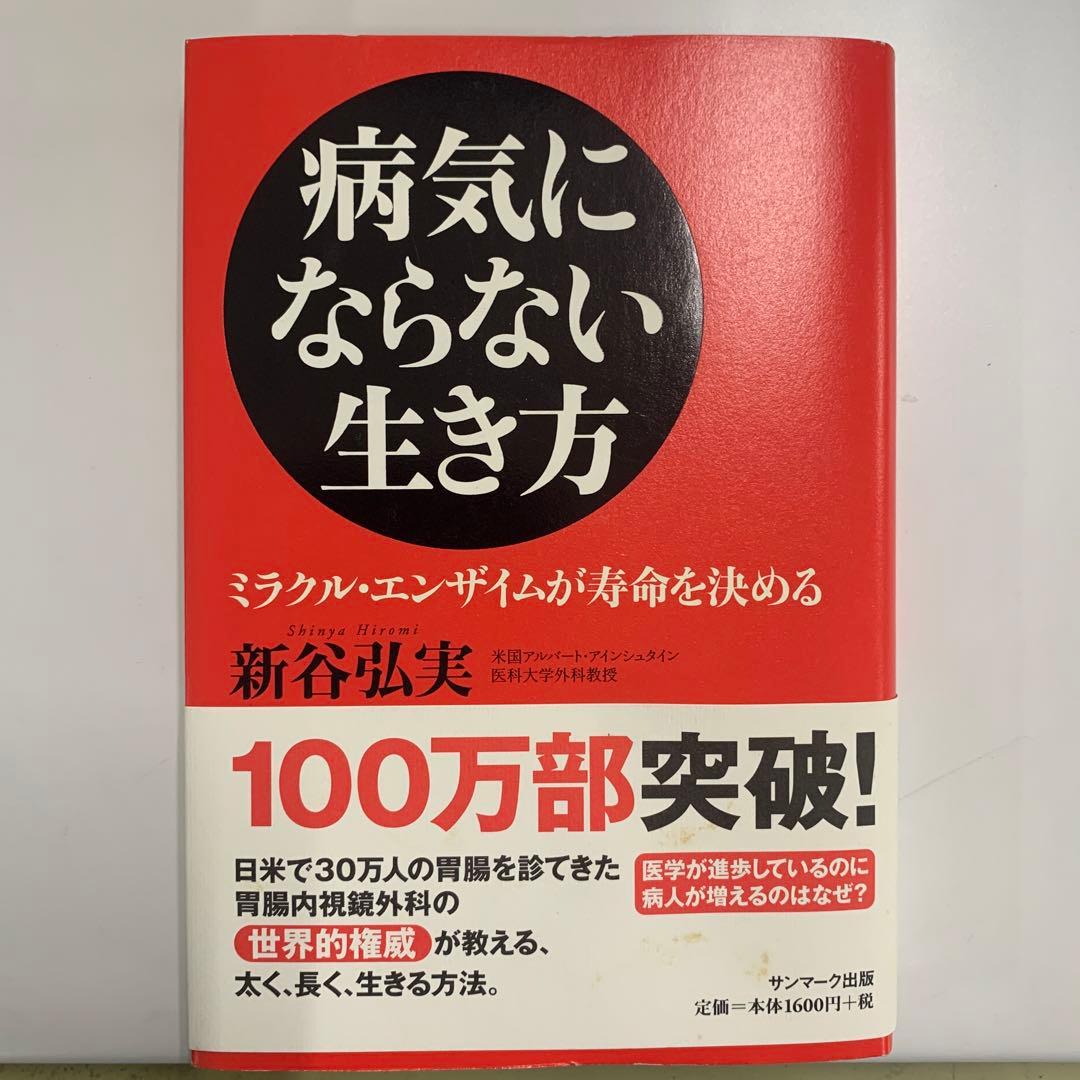 病気に
ならない
生き方
ミラクル・エンザイムが寿命を決める
Shinya Hiromi
新谷弘実
米国アルバート・アインシュタイン
医科大学外科教授
100万部突破!
日米で30万人の胃腸を診てきた
胃腸内視鏡外科の
世界的権威が教える、
太く、長く、生きる方法。
医学が進歩しているのに
病人が増えるのはなぜ?
サンマーク出版
定価=本体1600円+税